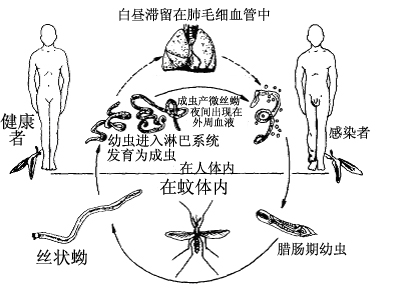 白昼滞留在肺毛细血管中
成虫产微丝蚴
夜间出现在
外周血液
健康
者
幼虫进入淋巴系统
发育为成虫
感染者
在人体内
在蚊体内
丝状蚴
腊肠期幼虫